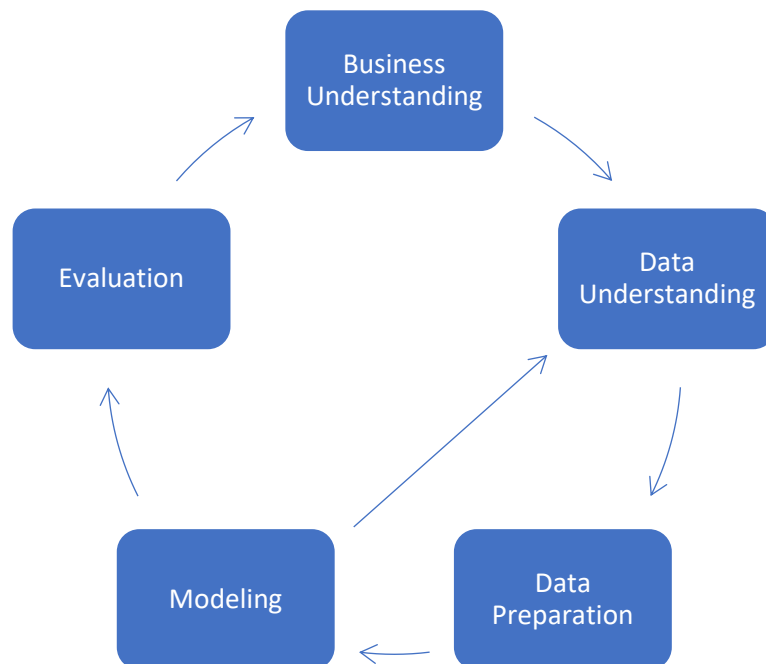 Business
Understanding
Data
Understanding
Data
Preparation
Modeling
Evaluation